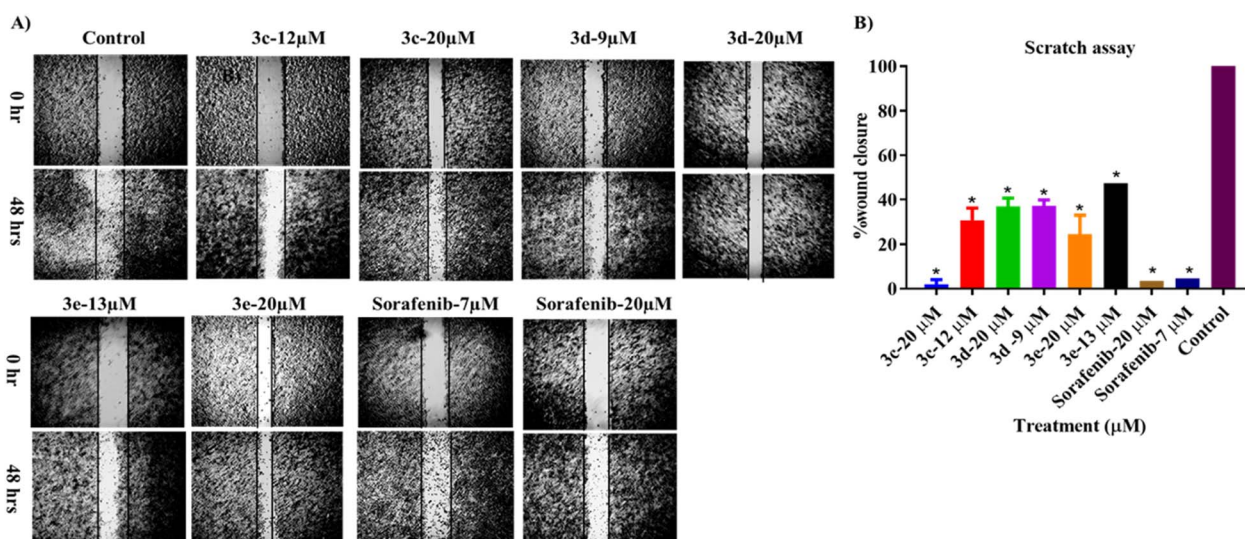 A)
Control 3c-12µM 3c-20µM 3d-9µM 3d-20µM
B)
0 hr
48 hrs
3e-13µM 3e-20µM Sorafenib-7µM Sorafenib-20µM
0 hr
48 hrs
B)
Scratch assay
%wound closure
100
80
60
40
20
0
* * * * * * * *
3c-20 µM
3c-12 µM
3d-20 µM
3d -9 µM
3e-20 µM
3e-13 µM
Sorafenib-20 µM
Sorafenib-7 µM
Control
Treatment (µM)